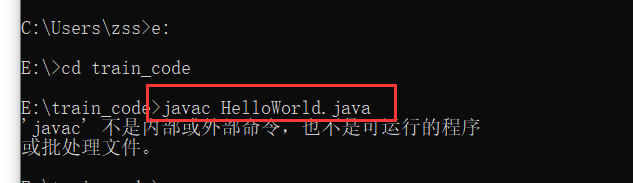 C:\Users\zss>e:
E:\>cd train_code
E:\train_code>javac HelloWorld.java
'javac' 不是内部或外部命令，也不是可运行的程序
或批处理文件。